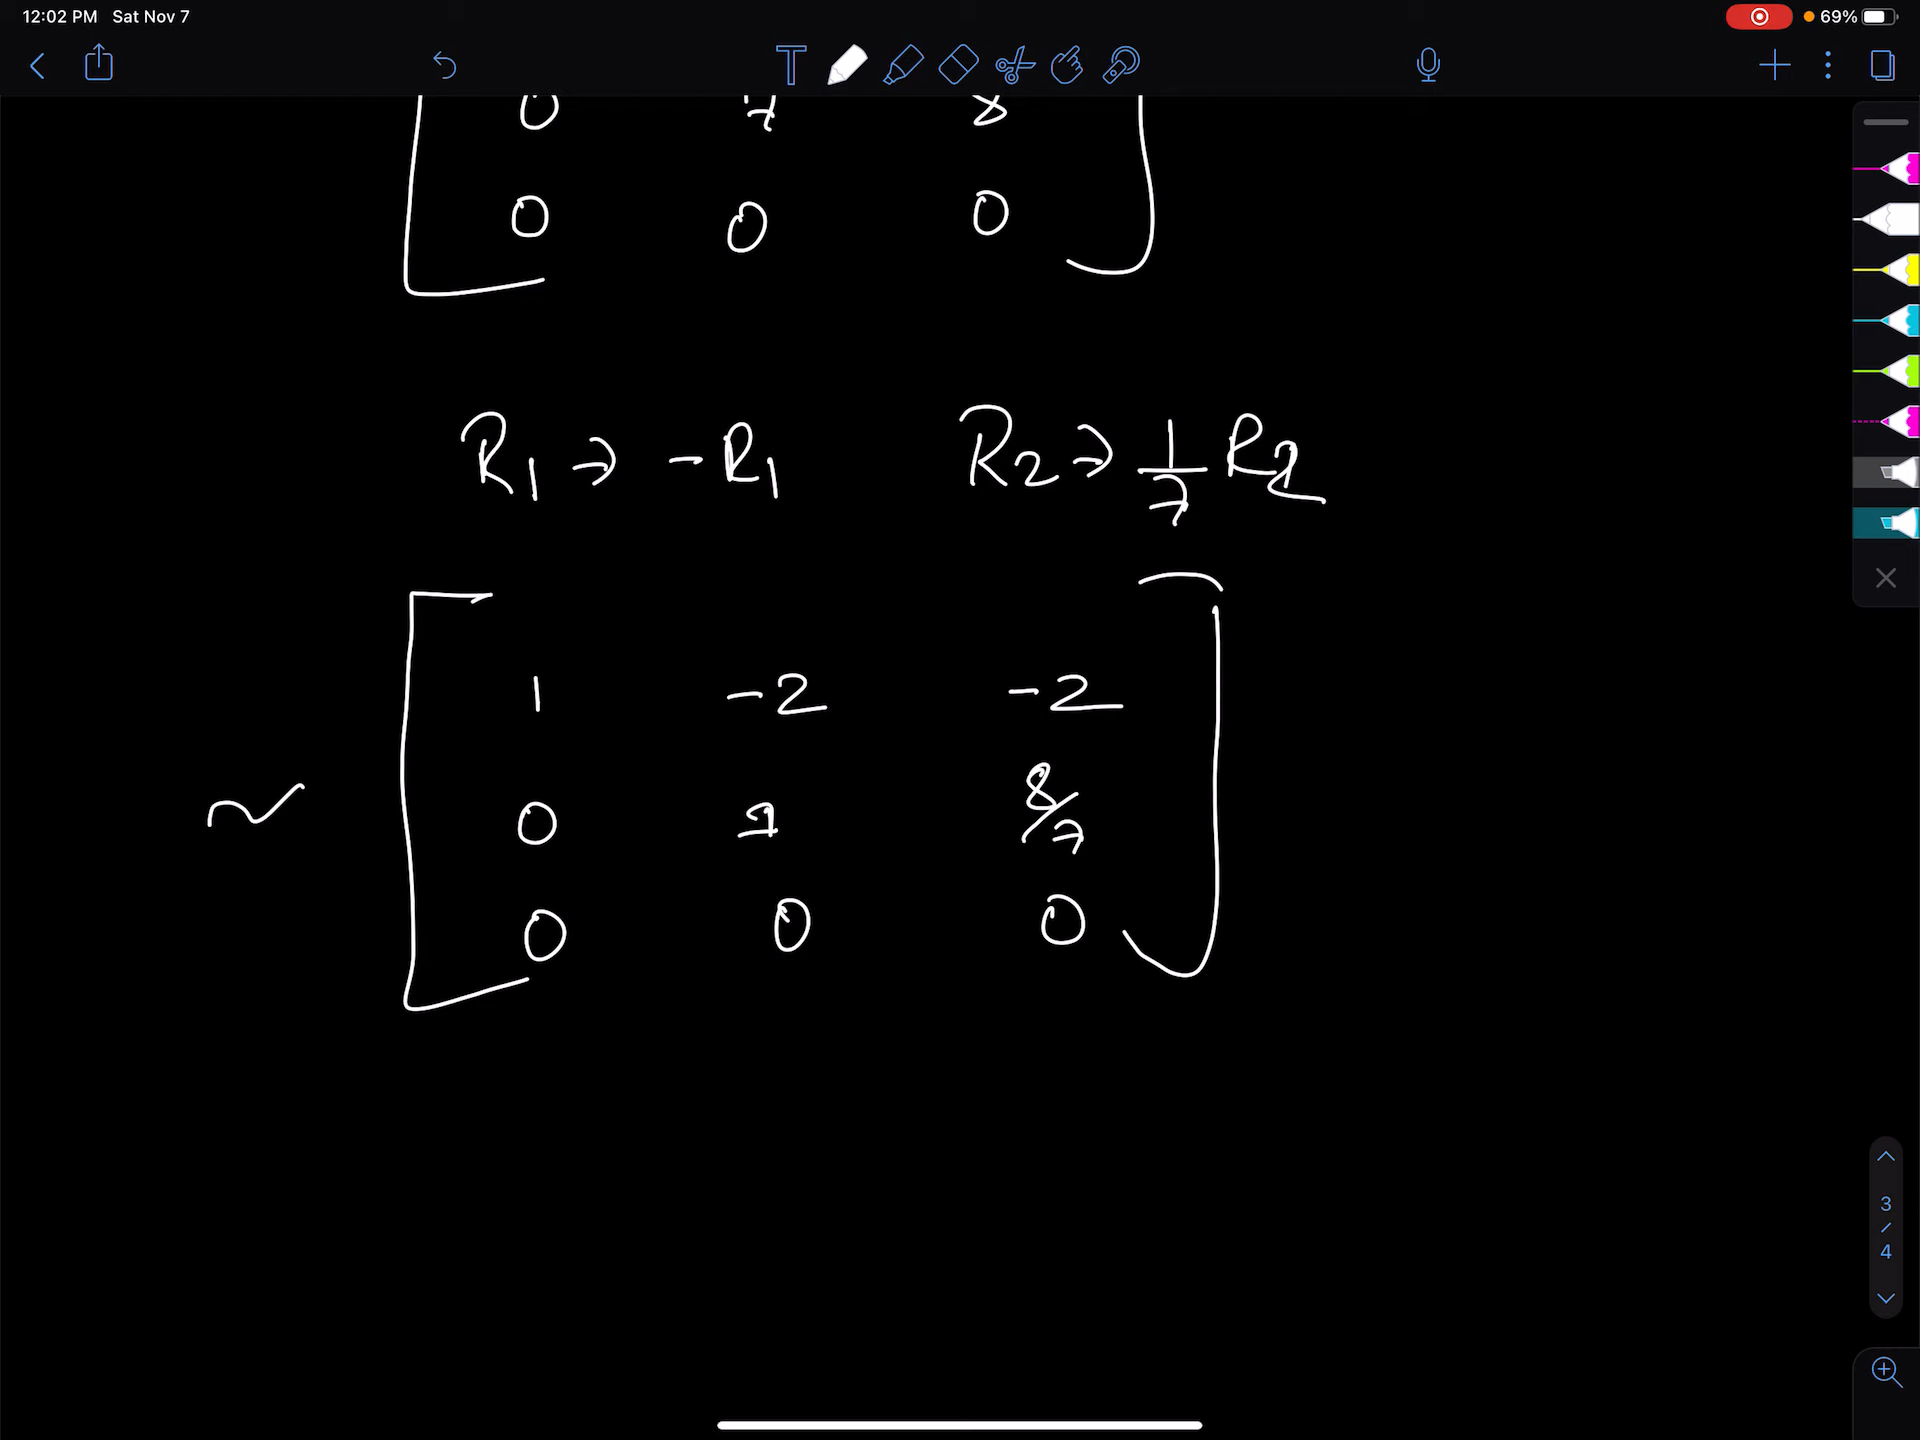 12:02 PM Sat Nov 7 69%
T
0 7 8
0 0 0
R₁ → -R₁ R₂ → 1/7 R₂
1 -2 -2
~ 0 1 8/7
0 0 0
3
/
4